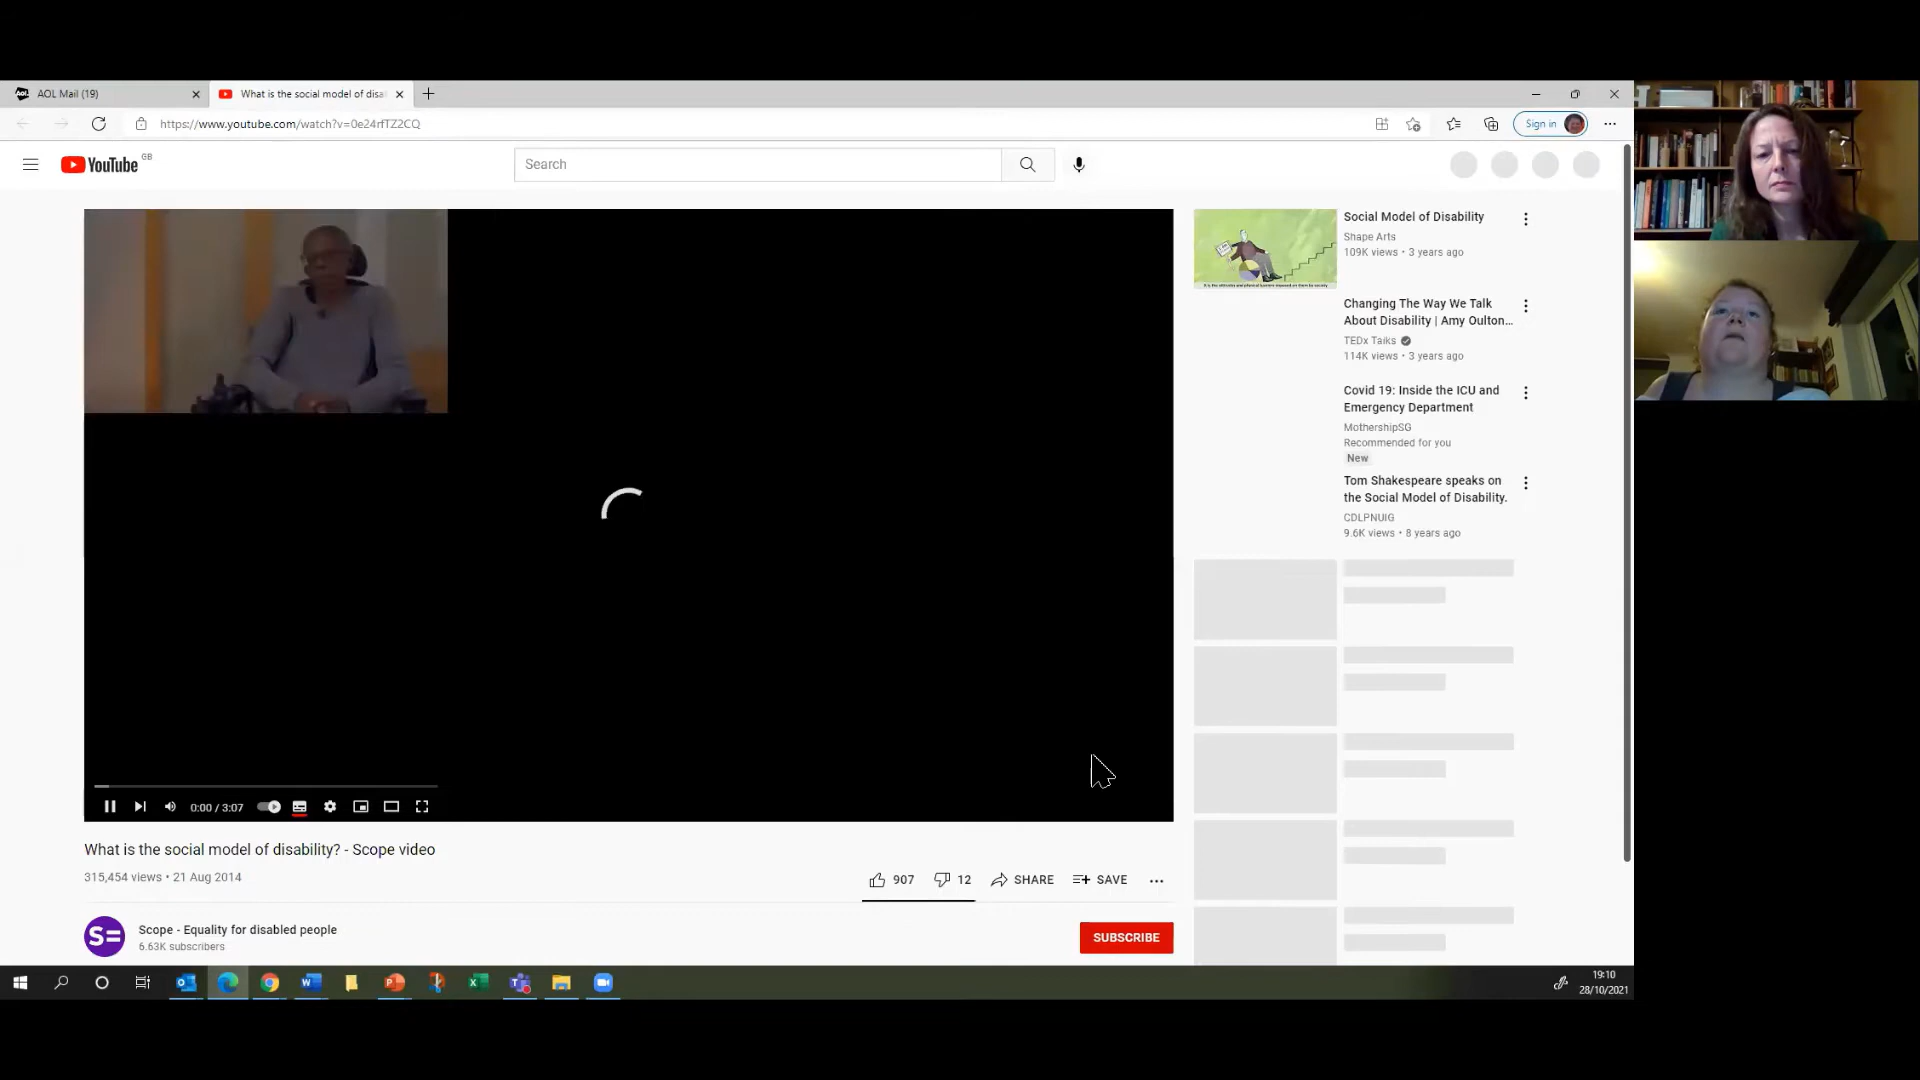 AOL Mail (19)
What is the social model of disa
https://www.youtube.com/watch?v=0e24rfTZ2CQ
Sign in
YouTube GB
Search
Social Model of Disability
Shape Arts
109K views • 3 years ago
Changing The Way We Talk
About Disability | Amy Oulton...
TEDx Talks
114K views • 3 years ago
Covid 19: Inside the ICU and
Emergency Department
MothershipSG
Recommended for you
New
Tom Shakespeare speaks on
the Social Model of Disability.
CDLPNUIG
9.6K views • 8 years ago
0:00 / 3:07
What is the social model of disability? - Scope video
315,454 views • 21 Aug 2014
907
12
SHARE
SAVE
S=
Scope - Equality for disabled people
6.63K subscribers
SUBSCRIBE
19:10
28/10/2021